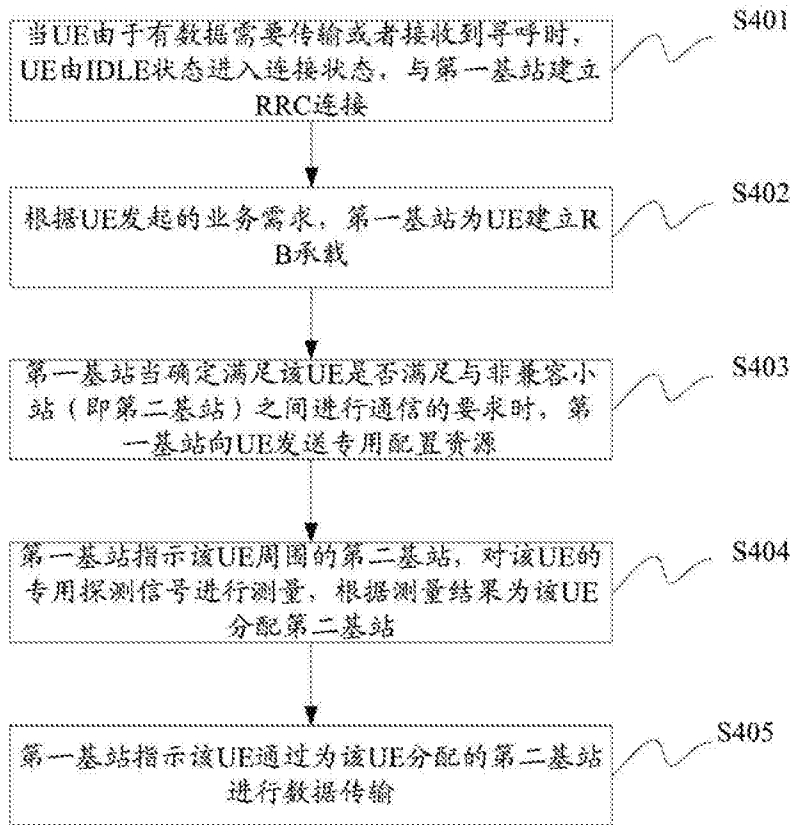 S401
当UE由于有数据需要传输或者接收到寻呼时，
UE由IDLE状态进入连接状态，与第一基站建立
RRC连接
S402
根据UE发起的业务需求，第一基站为UE建立R
B承载
S403
第一基站当确定满足该UE是否满足与非兼容小
站（即第二基站）之间进行通信的要求时，第
一基站向UE发送专用配置资源
S404
第一基站指示该UE周围的第二基站，对该UE的
专用探测信号进行测量，根据测量结果为该UE
分配第二基站
S405
第一基站指示该UE通过为该UE分配的第二基站
进行数据传输